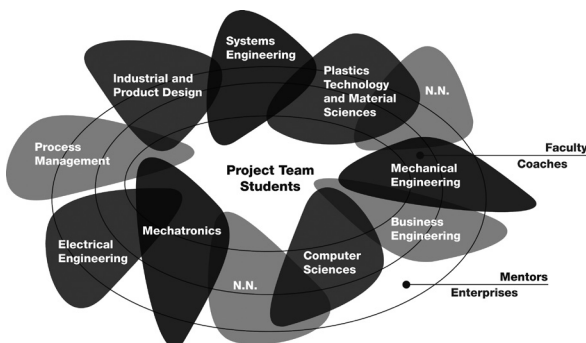 Systems
Engineering
Industrial and
Product Design
Plastics
Technology
and Material
Sciences
N.N.
Process
Management
Project Team
Students
Faculty
Coaches
Mechanical
Engineering
Business
Engineering
Electrical
Engineering
Mechatronics
Computer
Sciences
N.N.
Mentors
Enterprises